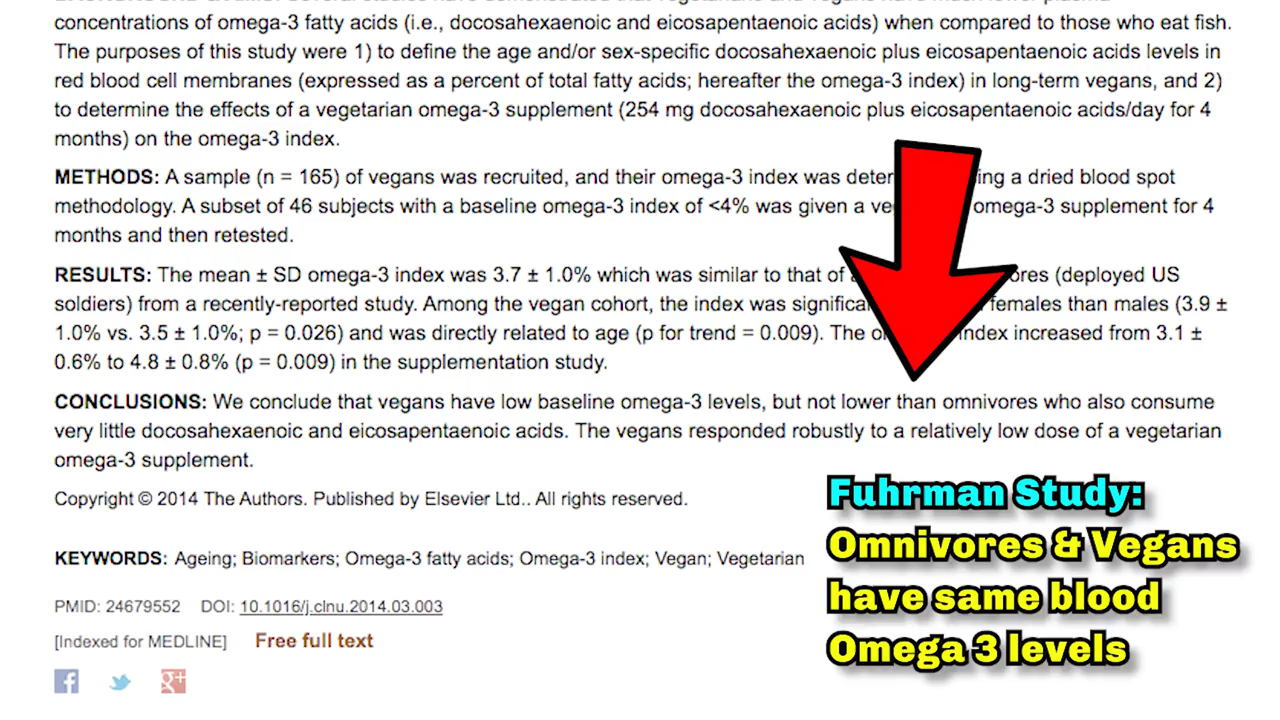 concentrations of omega-3 fatty acids (i.e., docosahexaenoic and eicosapentaenoic acids) when compared to those who eat fish.
The purposes of this study were 1) to define the age and/or sex-specific docosahexaenoic plus eicosapentaenoic acids levels in
red blood cell membranes (expressed as a percent of total fatty acids; hereafter the omega-3 index) in long-term vegans, and 2)
to determine the effects of a vegetarian omega-3 supplement (254 mg docosahexaenoic plus eicosapentaenoic acids/day for 4
months) on the omega-3 index.
METHODS: A sample (n = 165) of vegans was recruited, and their omega-3 index was a dried blood spot
methodology. A subset of 46 subjects with a baseline omega-3 index of <4% was given a omega-3 supplement for 4
months and then retested.
RESULTS: The mean ± SD omega-3 index was 3.7 ± 1.0% which was similar to that of (deployed US
soldiers) from a recently-reported study. Among the vegan cohort, the index was females than males (3.9 ±
1.0% vs. 3.5 ± 1.0%; p = 0.026) and was directly related to age (p for trend = 0.009). The index increased from 3.1 ±
0.6% to 4.8 ± 0.8% (p = 0.009) in the supplementation study.
CONCLUSIONS: We conclude that vegans have low baseline omega-3 levels, but not lower than omnivores who also consume
very little docosahexaenoic and eicosapentaenoic acids. The vegans responded robustly to a relatively low dose of a vegetarian
omega-3 supplement.
Copyright © 2014 The Authors. Published by Elsevier Ltd.. All rights reserved.
KEYWORDS: Ageing; Biomarkers; Omega-3 fatty acids; Omega-3 index; Vegan; Vegetarian
PMID: 24679552 DOI: 10.1016/j.clnu.2014.03.003
[Indexed for MEDLINE] Free full text
Fuhrman Study:
Omnivores & Vegans
have same blood
Omega 3 levels